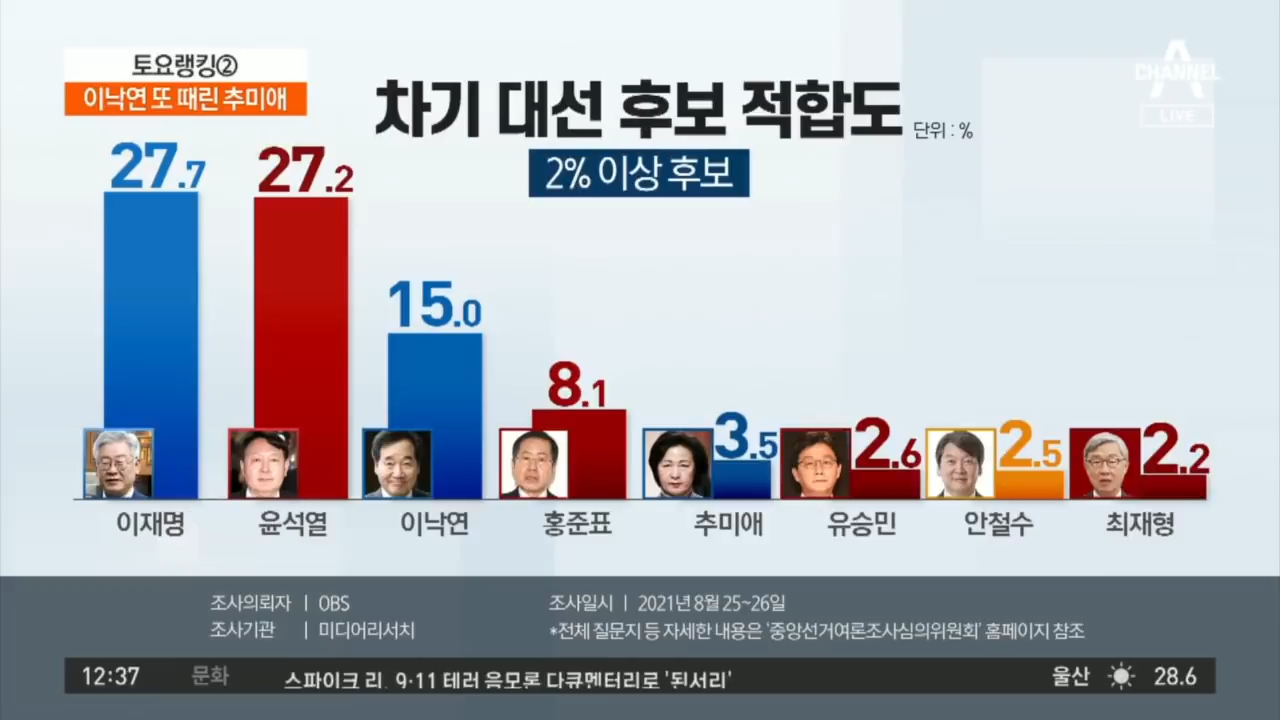 토요랭킹②
이낙연 또 때린 추미애
차기 대선 후보 적합도
단위 : %
2% 이상 후보
CHANNEL
LIVE
27.7
27.2
15.0
8.1
3.5
2.6
2.5
2.2
이재명
윤석열
이낙연
홍준표
추미애
유승민
안철수
최재형
조사의뢰자 | OBS
조사일시 | 2021년 8월 25~26일
조사기관 | 미디어리서치
*전체 질문지 등 자세한 내용은 '중앙선거여론조사심의위원회' 홈페이지 참조
12:37 문화 스파이크 리, 9·11 테러 음모론 다큐멘터리로 '된서리' 울산 28.6